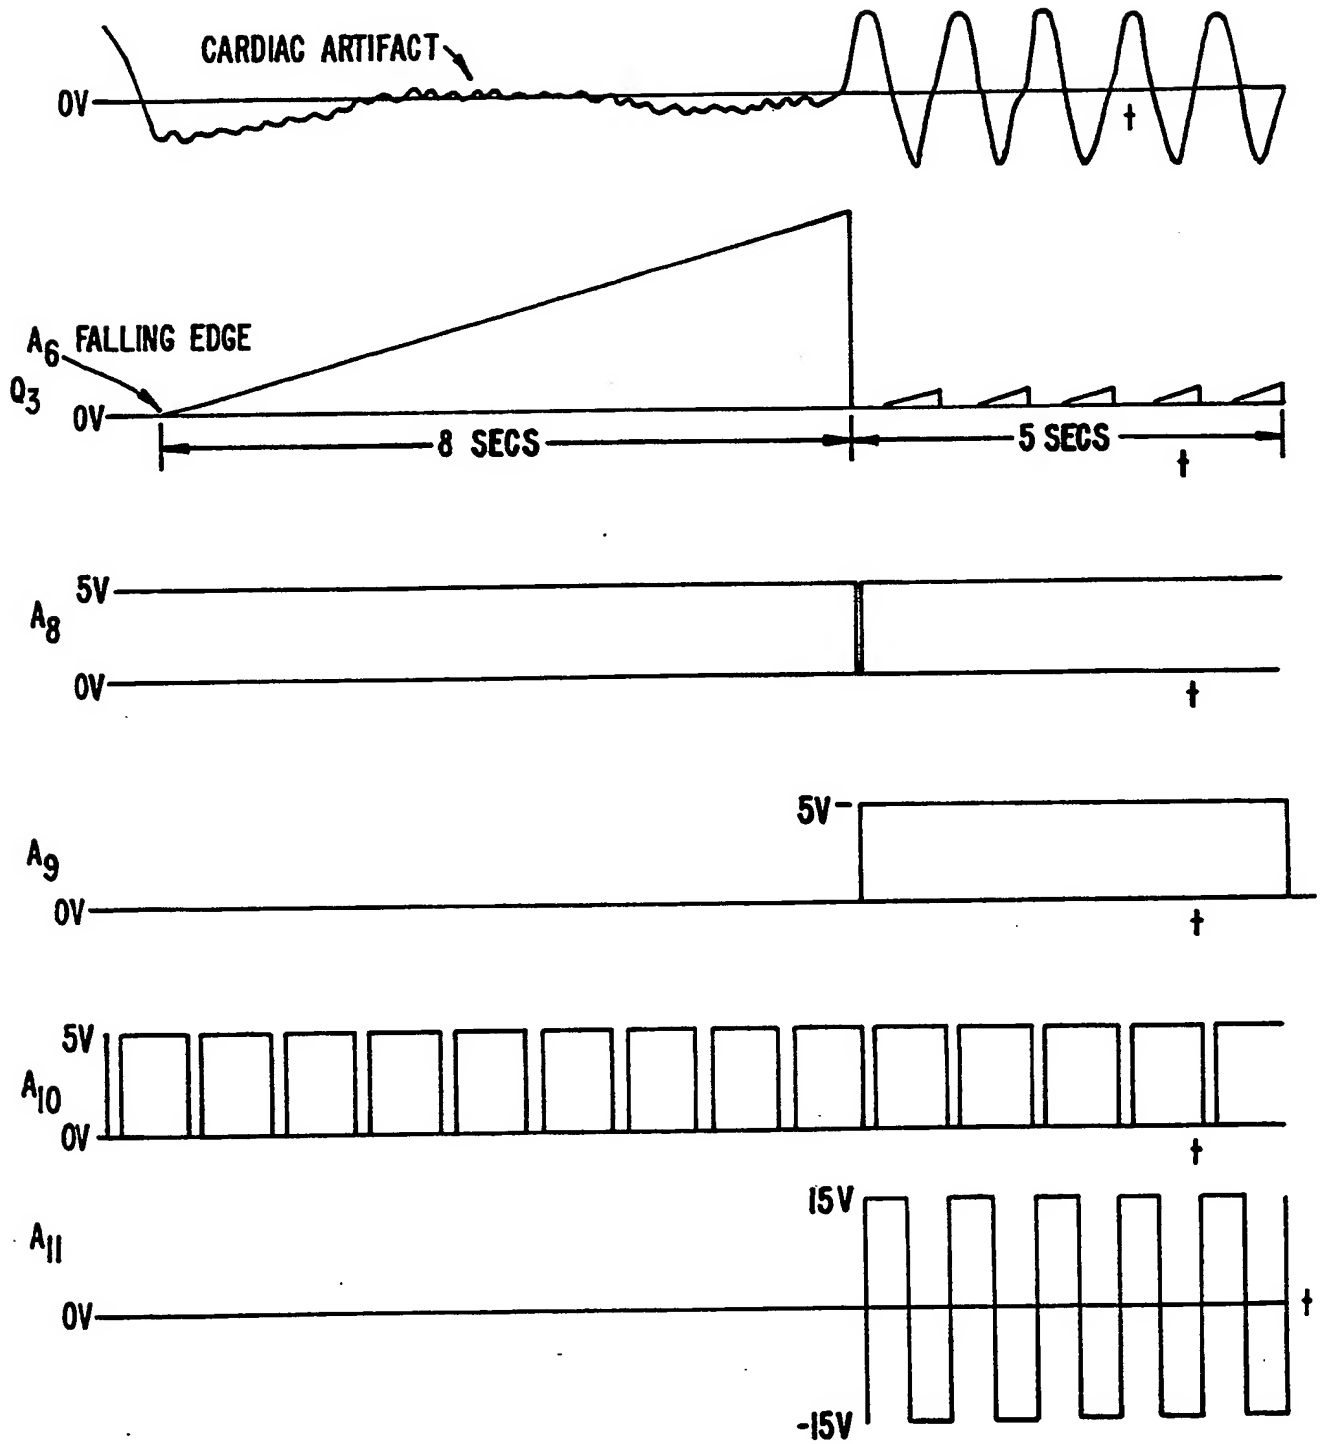 CARDIAC ARTIFACT
0V
t
A6 FALLING EDGE
Q3
0V
8 SECS
5 SECS
t
5V
A8
0V
t
5V
A9
0V
t
5V
A10
0V
t
15V
A11
0V
t
-15V